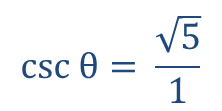 csc θ = √5/1